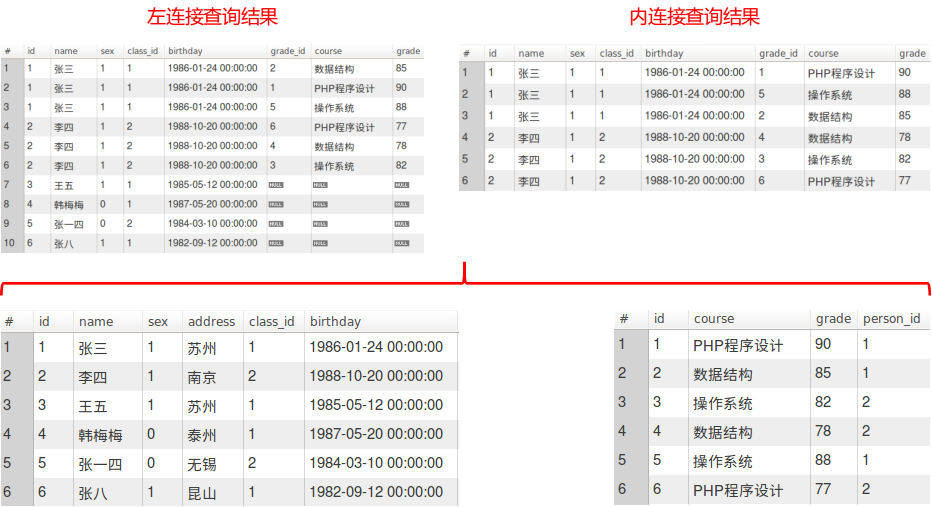 左连接查询结果
# id name sex class_id birthday grade_id course grade
1 1 张三 1 1 1986-01-24 00:00:00 2 数据结构 85
2 1 张三 1 1 1986-01-24 00:00:00 1 PHP程序设计 90
3 1 张三 1 1 1986-01-24 00:00:00 5 操作系统 88
4 2 李四 1 2 1988-10-20 00:00:00 6 PHP程序设计 77
5 2 李四 1 2 1988-10-20 00:00:00 4 数据结构 78
6 2 李四 1 2 1988-10-20 00:00:00 3 操作系统 82
7 3 王五 1 1 1985-05-12 00:00:00 NULL NULL NULL
8 4 韩梅梅 0 1 1987-05-20 00:00:00 NULL NULL NULL
9 5 张一四 0 2 1984-03-10 00:00:00 NULL NULL NULL
10 6 张八 1 1 1982-09-12 00:00:00 NULL NULL NULL
内连接查询结果
# id name sex class_id birthday grade_id course grade
1 1 张三 1 1 1986-01-24 00:00:00 1 PHP程序设计 90
2 1 张三 1 1 1986-01-24 00:00:00 5 操作系统 88
3 1 张三 1 1 1986-01-24 00:00:00 2 数据结构 85
4 2 李四 1 2 1988-10-20 00:00:00 4 数据结构 78
5 2 李四 1 2 1988-10-20 00:00:00 3 操作系统 82
6 2 李四 1 2 1988-10-20 00:00:00 6 PHP程序设计 77
# id name sex address class_id birthday
1 1 张三 1 苏州 1 1986-01-24 00:00:00
2 2 李四 1 南京 2 1988-10-20 00:00:00
3 3 王五 1 苏州 1 1985-05-12 00:00:00
4 4 韩梅梅 0 泰州 1 1987-05-20 00:00:00
5 5 张一四 0 无锡 2 1984-03-10 00:00:00
6 6 张八 1 昆山 1 1982-09-12 00:00:00
# id course grade person_id
1 1 PHP程序设计 90 1
2 2 数据结构 85 1
3 3 操作系统 82 2
4 4 数据结构 78 2
5 5 操作系统 88 1
6 6 PHP程序设计 77 2